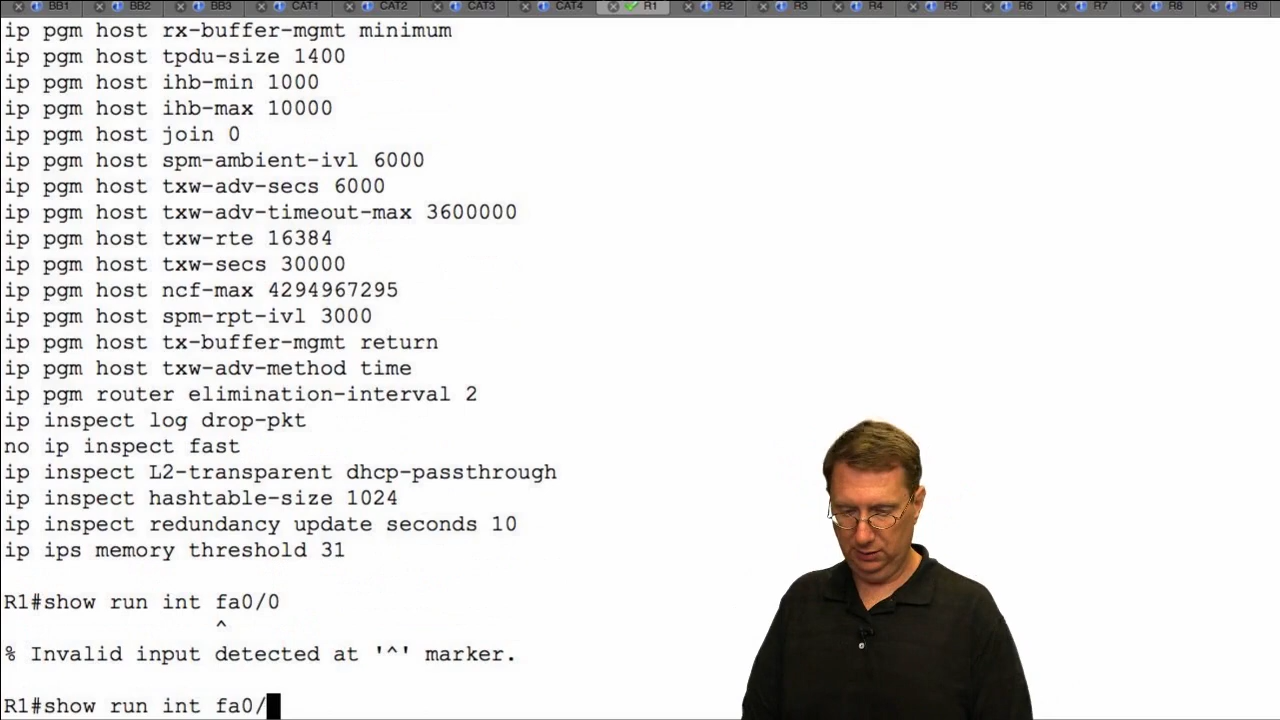 BB1 BB2 BB3 CAT1 CAT2 CAT3 CAT4 R1 R2 R3 R4 R5 R6 R7 R8 R9
ip pgm host rx-buffer-mgmt minimum
ip pgm host tpdu-size 1400
ip pgm host ihb-min 1000
ip pgm host ihb-max 10000
ip pgm host join 0
ip pgm host spm-ambient-ivl 6000
ip pgm host txw-adv-secs 6000
ip pgm host txw-adv-timeout-max 3600000
ip pgm host txw-rte 16384
ip pgm host txw-secs 30000
ip pgm host ncf-max 4294967295
ip pgm host spm-rpt-ivl 3000
ip pgm host tx-buffer-mgmt return
ip pgm host txw-adv-method time
ip pgm router elimination-interval 2
ip inspect log drop-pkt
no ip inspect fast
ip inspect L2-transparent dhcp-passthrough
ip inspect hashtable-size 1024
ip inspect redundancy update seconds 10
ip ips memory threshold 31
R1#show run int fa0/0
^
% Invalid input detected at '^' marker.
R1#show run int fa0/